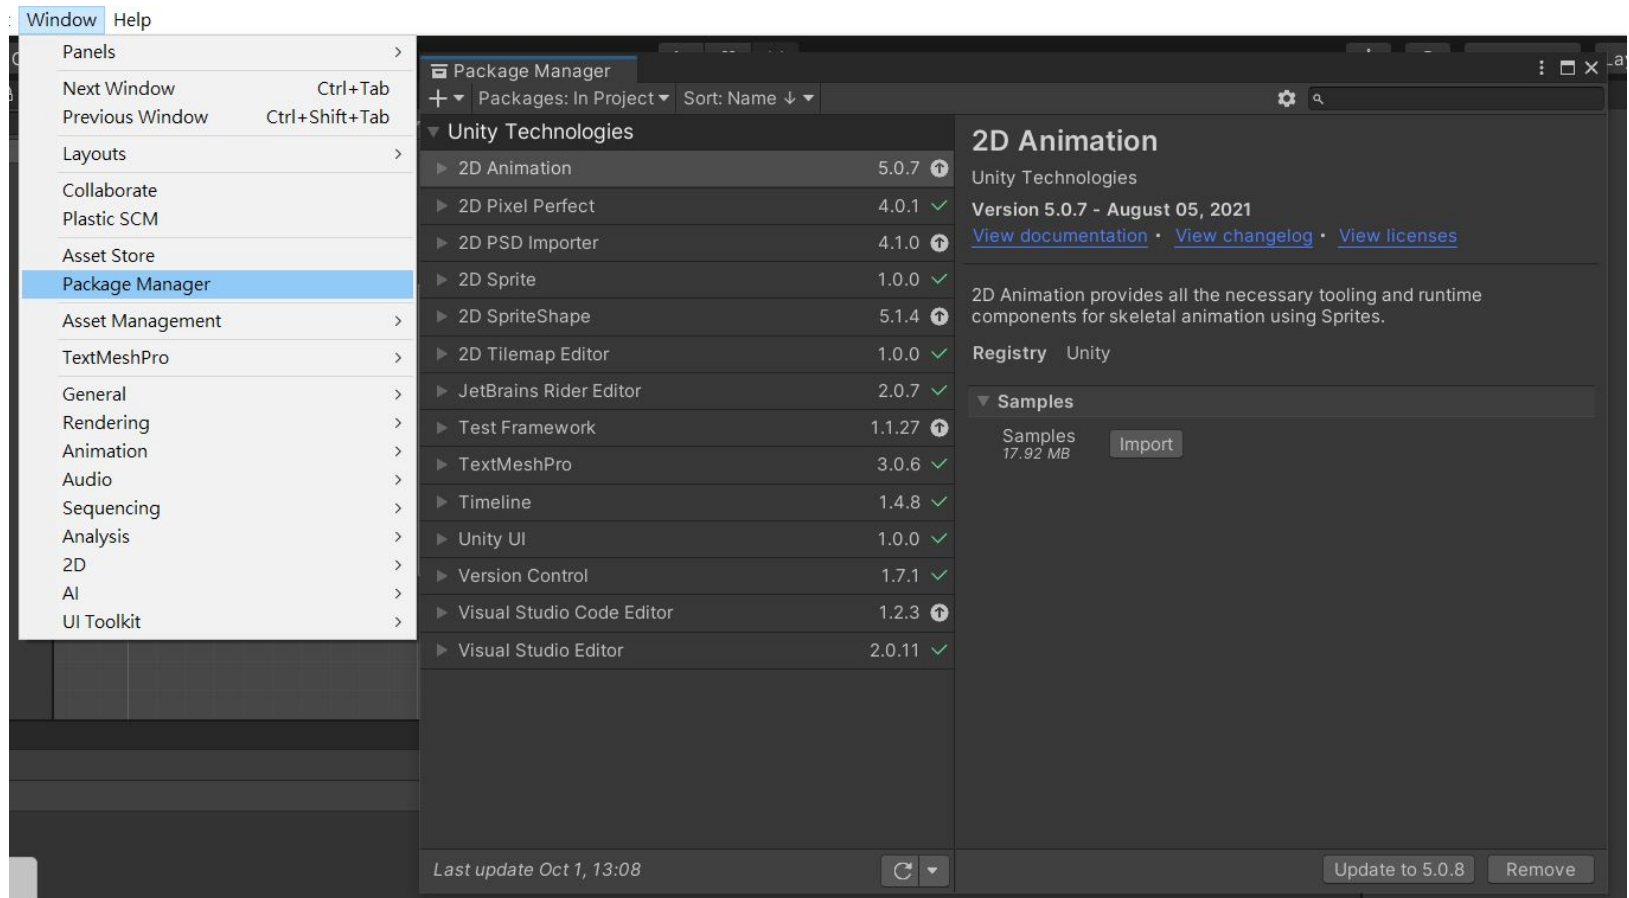 Window Help
Panels
Next Window Ctrl+Tab
Previous Window Ctrl+Shift+Tab
Layouts
Collaborate
Plastic SCM
Asset Store
Package Manager
Asset Management
TextMeshPro
General
Rendering
Animation
Audio
Sequencing
Analysis
2D
AI
UI Toolkit
Package Manager
Packages: In Project Sort: Name ↓
Unity Technologies
2D Animation 5.0.7
2D Pixel Perfect 4.0.1
2D PSD Importer 4.1.0
2D Sprite 1.0.0
2D SpriteShape 5.1.4
2D Tilemap Editor 1.0.0
JetBrains Rider Editor 2.0.7
Test Framework 1.1.27
TextMeshPro 3.0.6
Timeline 1.4.8
Unity UI 1.0.0
Version Control 1.7.1
Visual Studio Code Editor 1.2.3
Visual Studio Editor 2.0.11
Last update Oct 1, 13:08
2D Animation
Unity Technologies
Version 5.0.7 - August 05, 2021
View documentation • View changelog • View licenses
2D Animation provides all the necessary tooling and runtime
components for skeletal animation using Sprites.
Registry Unity
Samples
Samples
17.92 MB
Import
Update to 5.0.8 Remove